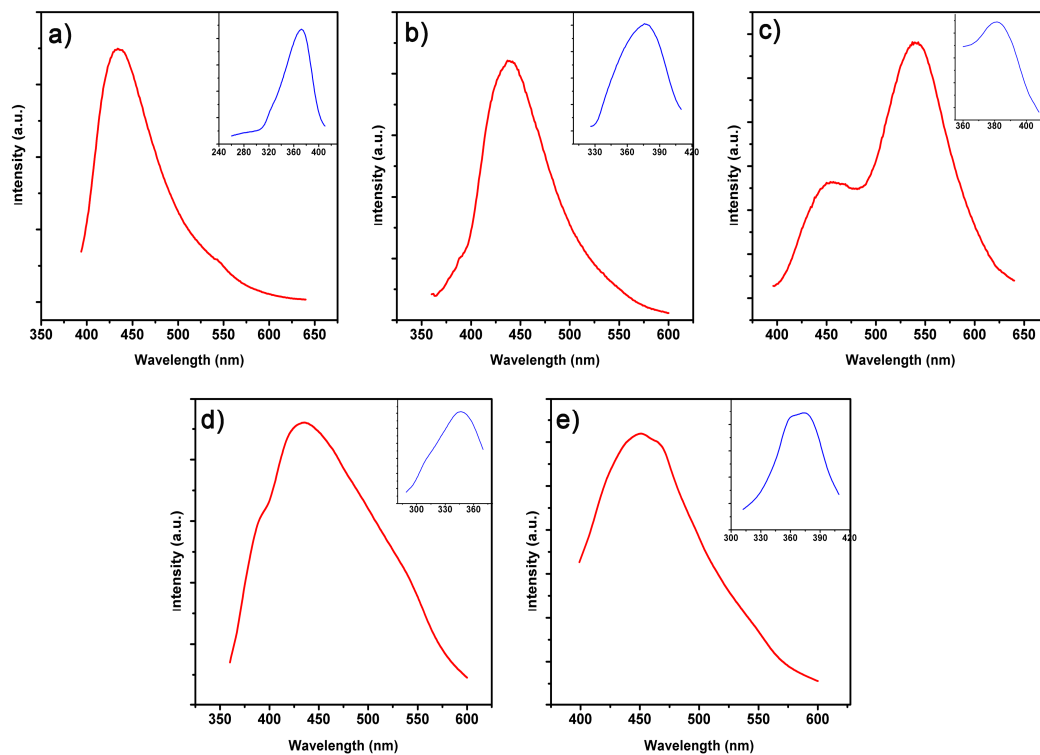 a)
240 280 320 360 400
Intensity (a.u.)
350 400 450 500 550 600 650
Wavelength (nm)
b)
330 360 390 420
Intensity (a.u.)
350 400 450 500 550 600
Wavelength (nm)
c)
360 380 400
Intensity (a.u.)
400 450 500 550 600 650
Wavelength (nm)
d)
300 330 360
Intensity (a.u.)
350 400 450 500 550 600
Wavelength (nm)
e)
300 330 360 390 420
Intensity (a.u.)
400 450 500 550 600
Wavelength (nm)